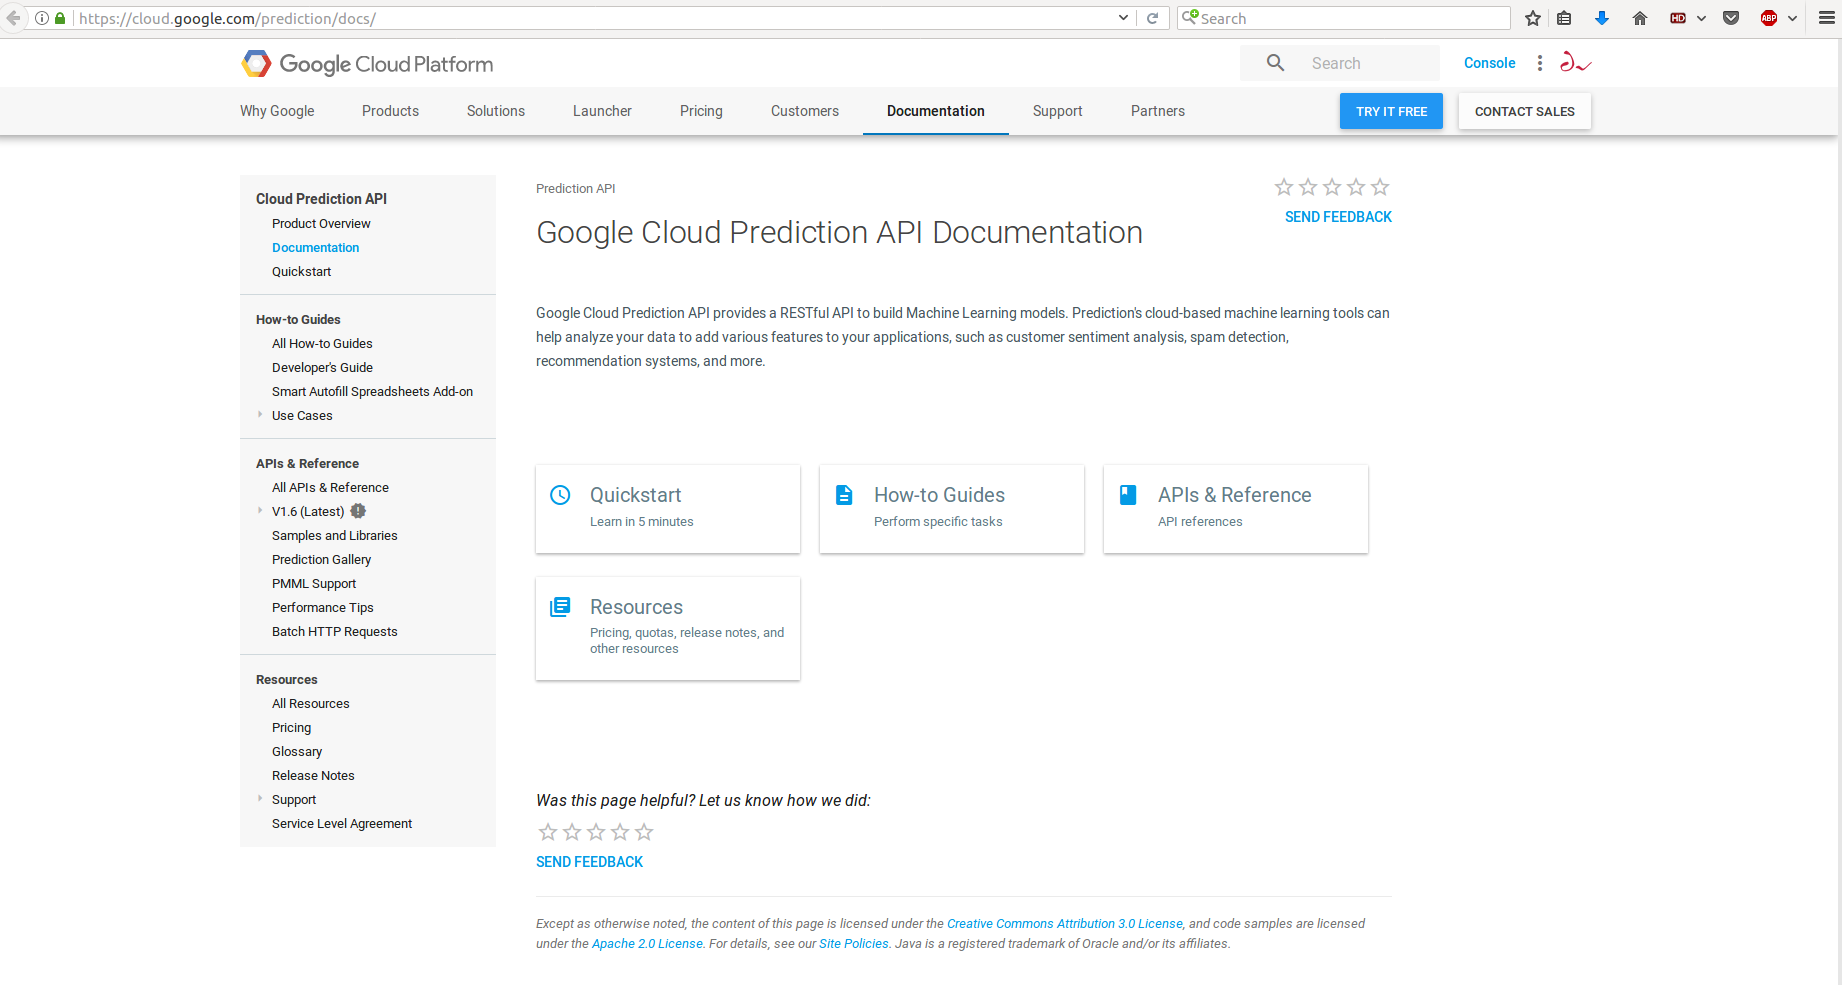 https://cloud.google.com/prediction/docs/
Search
HD
ABP
Google Cloud Platform
Search
Console
Why Google
Products
Solutions
Launcher
Pricing
Customers
Documentation
Support
Partners
TRY IT FREE
CONTACT SALES
Cloud Prediction API
Product Overview
Documentation
Quickstart
How-to Guides
All How-to Guides
Developer's Guide
Smart Autofill Spreadsheets Add-on
Use Cases
APIs & Reference
All APIs & Reference
V1.6 (Latest)
Samples and Libraries
Prediction Gallery
PMML Support
Performance Tips
Batch HTTP Requests
Resources
All Resources
Pricing
Glossary
Release Notes
Support
Service Level Agreement
Prediction API
SEND FEEDBACK
Google Cloud Prediction API Documentation
Google Cloud Prediction API provides a RESTful API to build Machine Learning models. Prediction's cloud-based machine learning tools can
help analyze your data to add various features to your applications, such as customer sentiment analysis, spam detection,
recommendation systems, and more.
Quickstart
Learn in 5 minutes
How-to Guides
Perform specific tasks
APIs & Reference
API references
Resources
Pricing, quotas, release notes, and
other resources
Was this page helpful? Let us know how we did:
SEND FEEDBACK
Except as otherwise noted, the content of this page is licensed under the Creative Commons Attribution 3.0 License, and code samples are licensed
under the Apache 2.0 License. For details, see our Site Policies. Java is a registered trademark of Oracle and/or its affiliates.